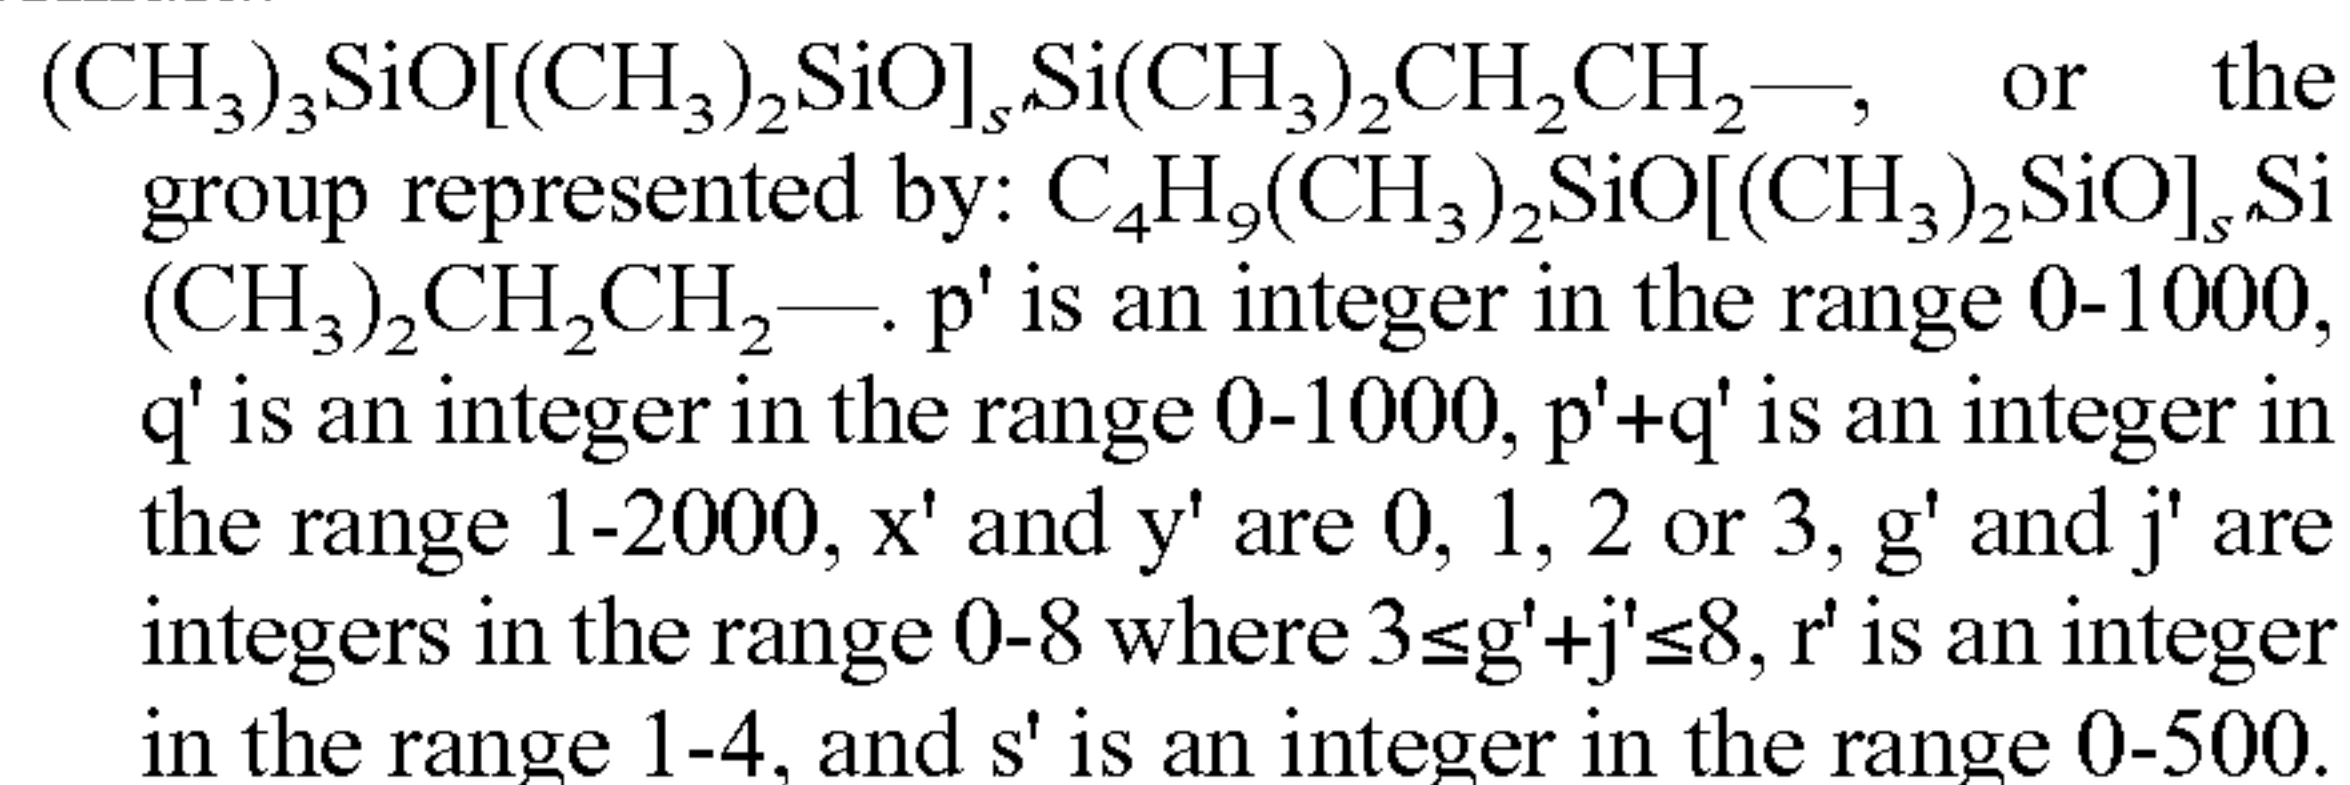 (CH₃)₃SiO[(CH₃)₂SiO]ₛ'Si(CH₃)₂CH₂CH₂—, or the
group represented by: C₄H₉(CH₃)₂SiO[(CH₃)₂SiO]ₛ'Si
(CH₃)₂CH₂CH₂—. p' is an integer in the range 0-1000,
q' is an integer in the range 0-1000, p'+q' is an integer in
the range 1-2000, x' and y' are 0, 1, 2 or 3, g' and j' are
integers in the range 0-8 where 3≤g'+j'≤8, r' is an integer
in the range 1-4, and s' is an integer in the range 0-500.